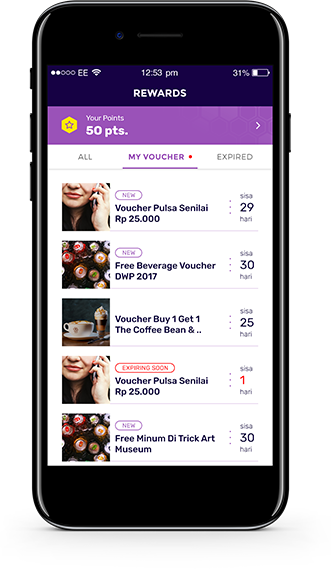 EE 12:53 pm 31%
REWARDS
Your Points
50 pts.
ALL MY VOUCHER EXPIRED
NEW
Voucher Pulsa Senilai
Rp 25.000
sisa
29
hari
NEW
Free Beverage Voucher
DWP 2017
sisa
30
hari
Voucher Buy 1 Get 1
The Coffee Bean & ..
sisa
25
hari
EXPIRING SOON
Voucher Pulsa Senilai
Rp 25.000
sisa
1
hari
NEW
Free Minum Di Trick Art
Museum
sisa
30
hari